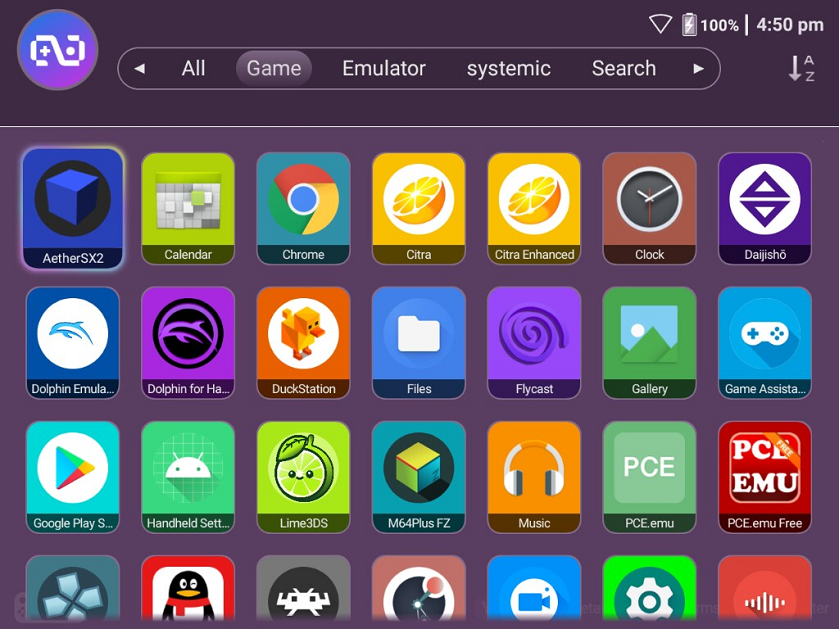 100% 4:50 pm
All Game Emulator systemic Search
A
Z
AetherSX2 Calendar Chrome Citra Citra Enhanced Clock Daijishō
Dolphin Emula... Dolphin for Ha... DuckStation Files Flycast Gallery Game Assista...
PCE PCE FREE
EMU
Google Play S... Handheld Sett... Lime3DS M64Plus FZ Music PCE.emu PCE.emu Free